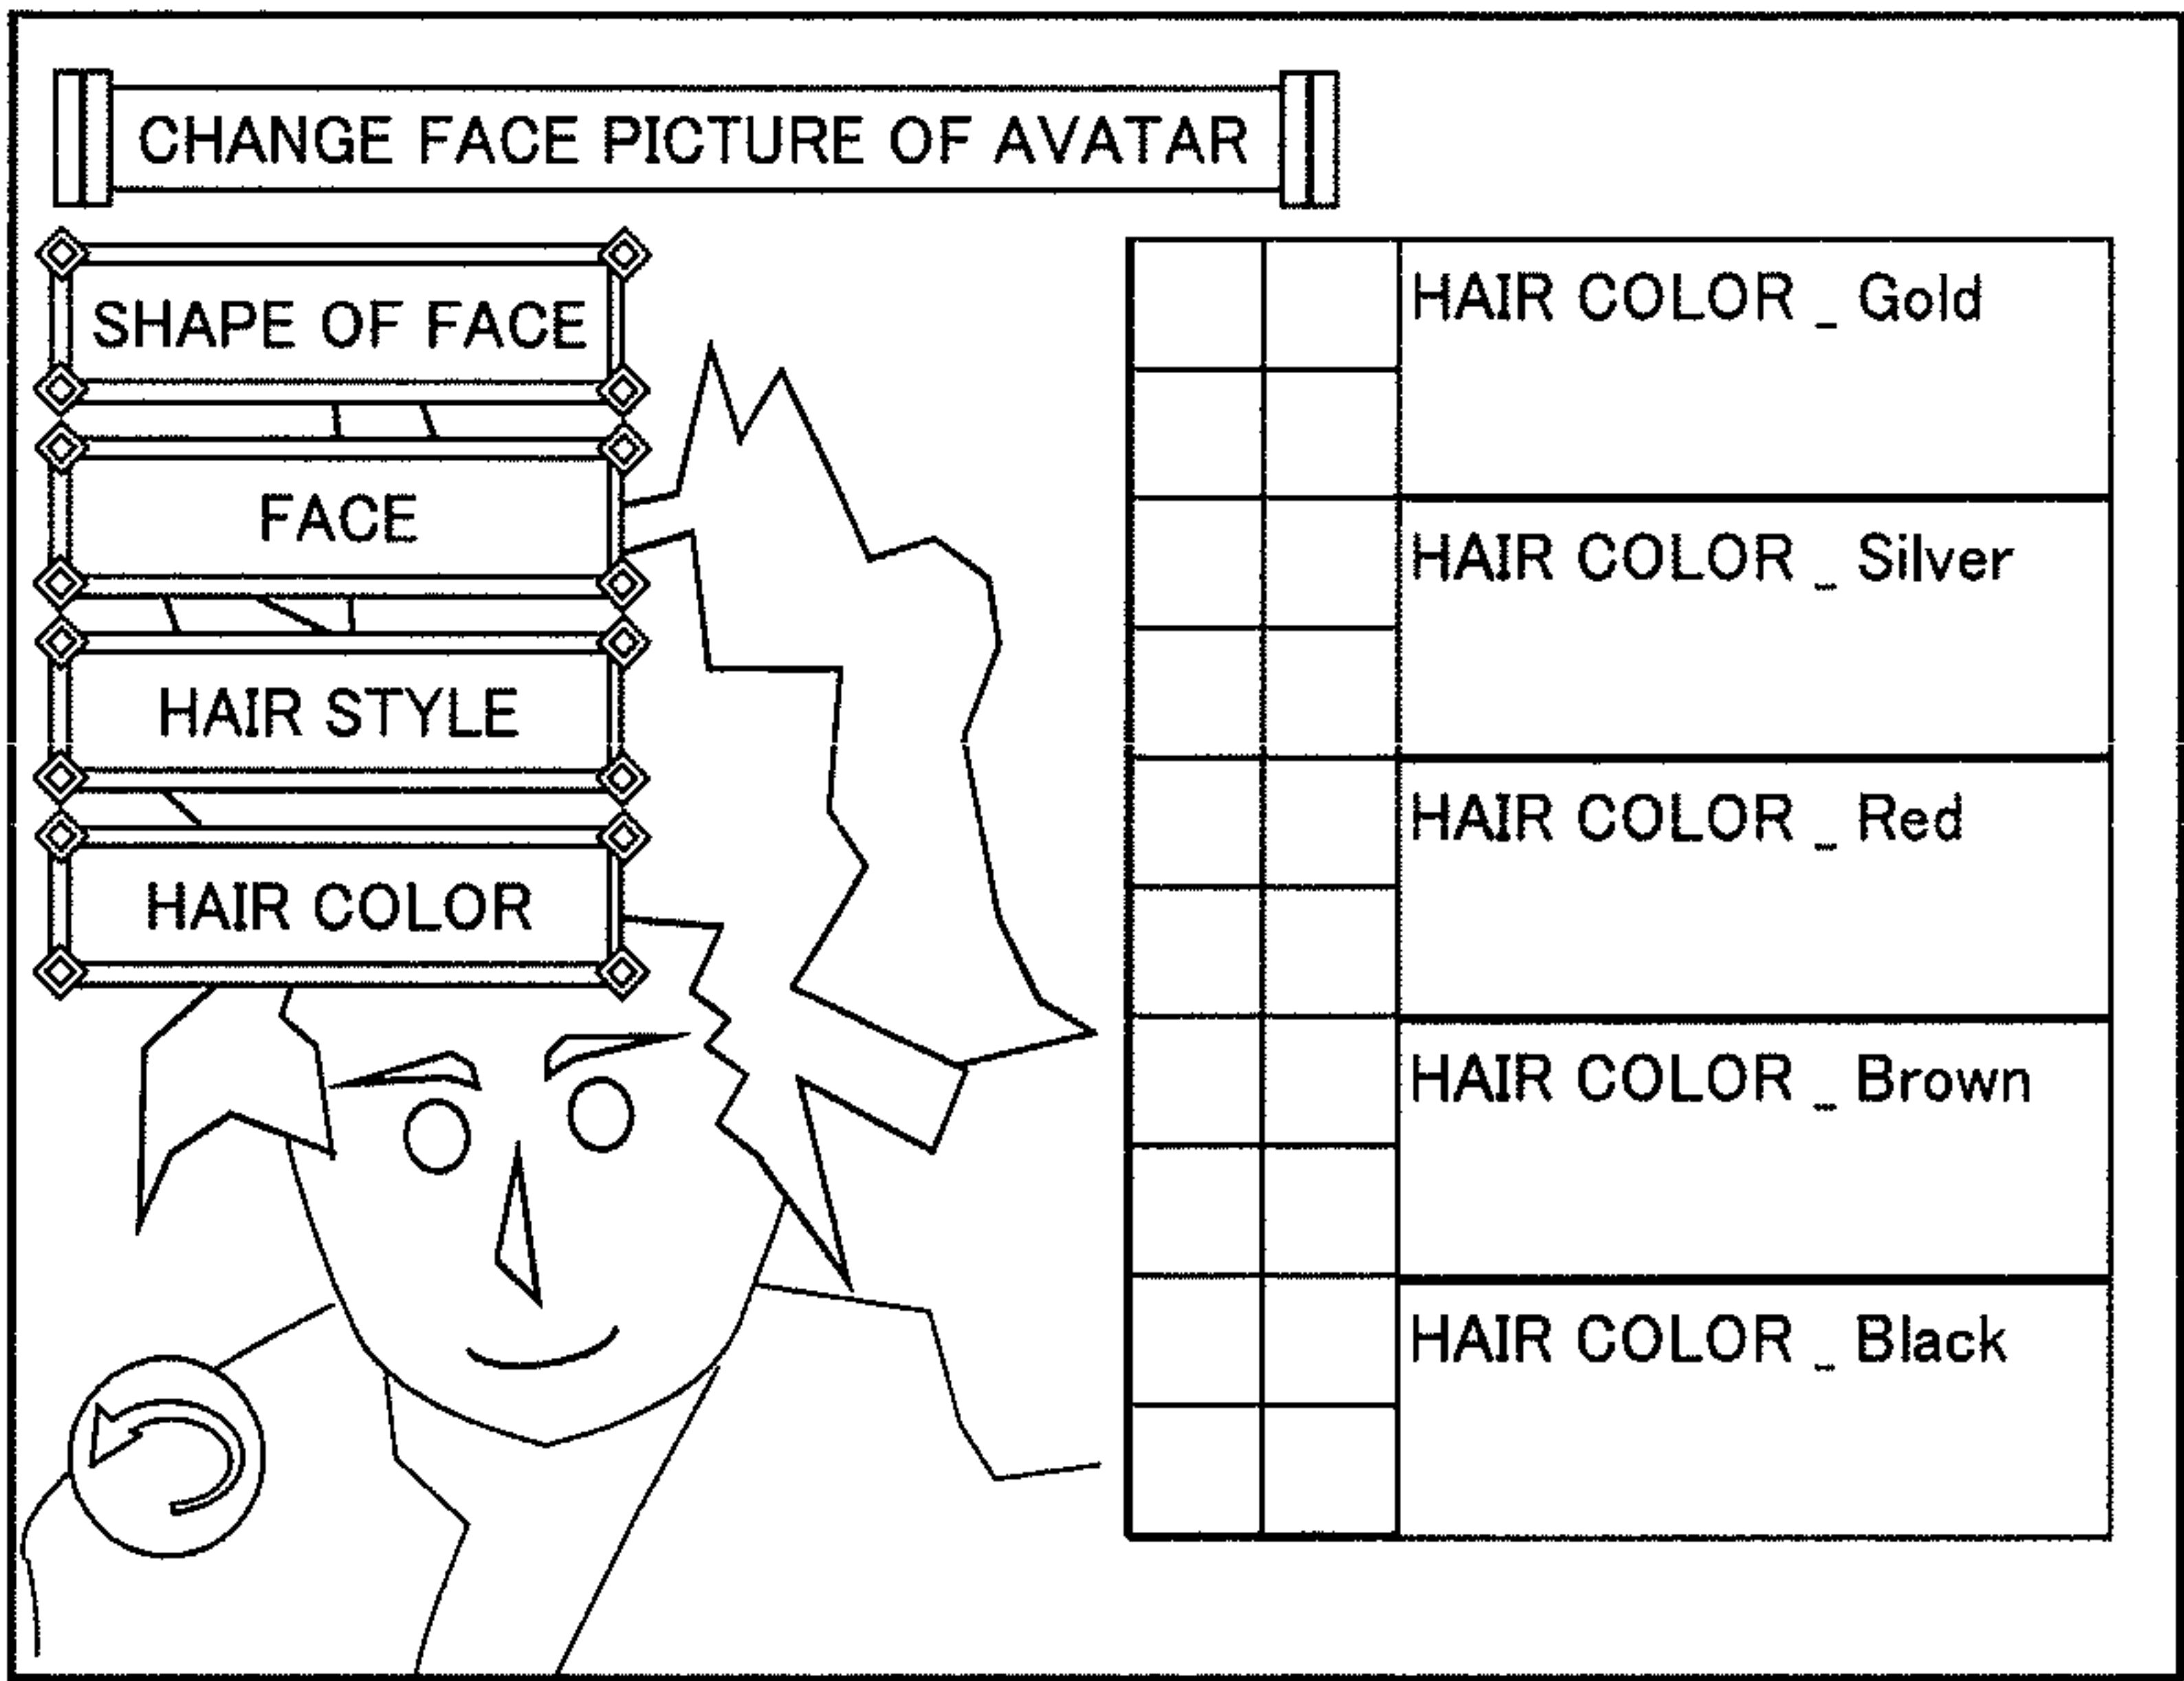 CHANGE FACE PICTURE OF AVATAR
SHAPE OF FACE
FACE
HAIR STYLE
HAIR COLOR
HAIR COLOR _ Gold
HAIR COLOR _ Silver
HAIR COLOR _ Red
HAIR COLOR _ Brown
HAIR COLOR _ Black